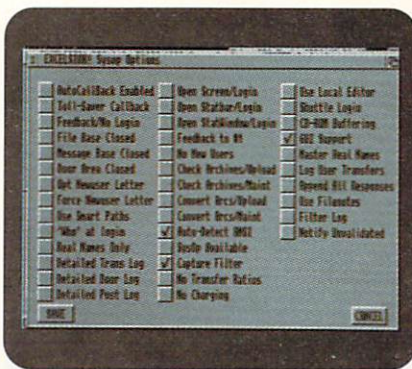 EXCELSIOR! Sysop Options
AutoCallBack Enabled
Toll-Saver Callback
Feedback/No Login
File Base Closed
Message Base Closed
Door Area Closed
Opt Newuser Letter
Force Newuser Letter
Use Smart Paths
"Who" at login
Real Names Only
Detailed Trans Log
Detailed Door Log
Detailed Post Log
Open Screen/Login
Open Statbar/Login
Open StatWindow/Login
Feedback to #1
No New Users
Check Archives/Upload
Check Archives/Maint
Convert Arcs/Upload
Convert Arcs/Maint
Auto-Detect
SysOp Available
Capture Filter
No Transfer Ratios
No Charging
Use Local Editor
Shuttle Login
CD-ROM Buffering
GUI Support
Master Real Names
Log User Transfers
Append All Responses
Use Filenotes
Filter Log
Notify Unvalidated
SAVE
CANCEL